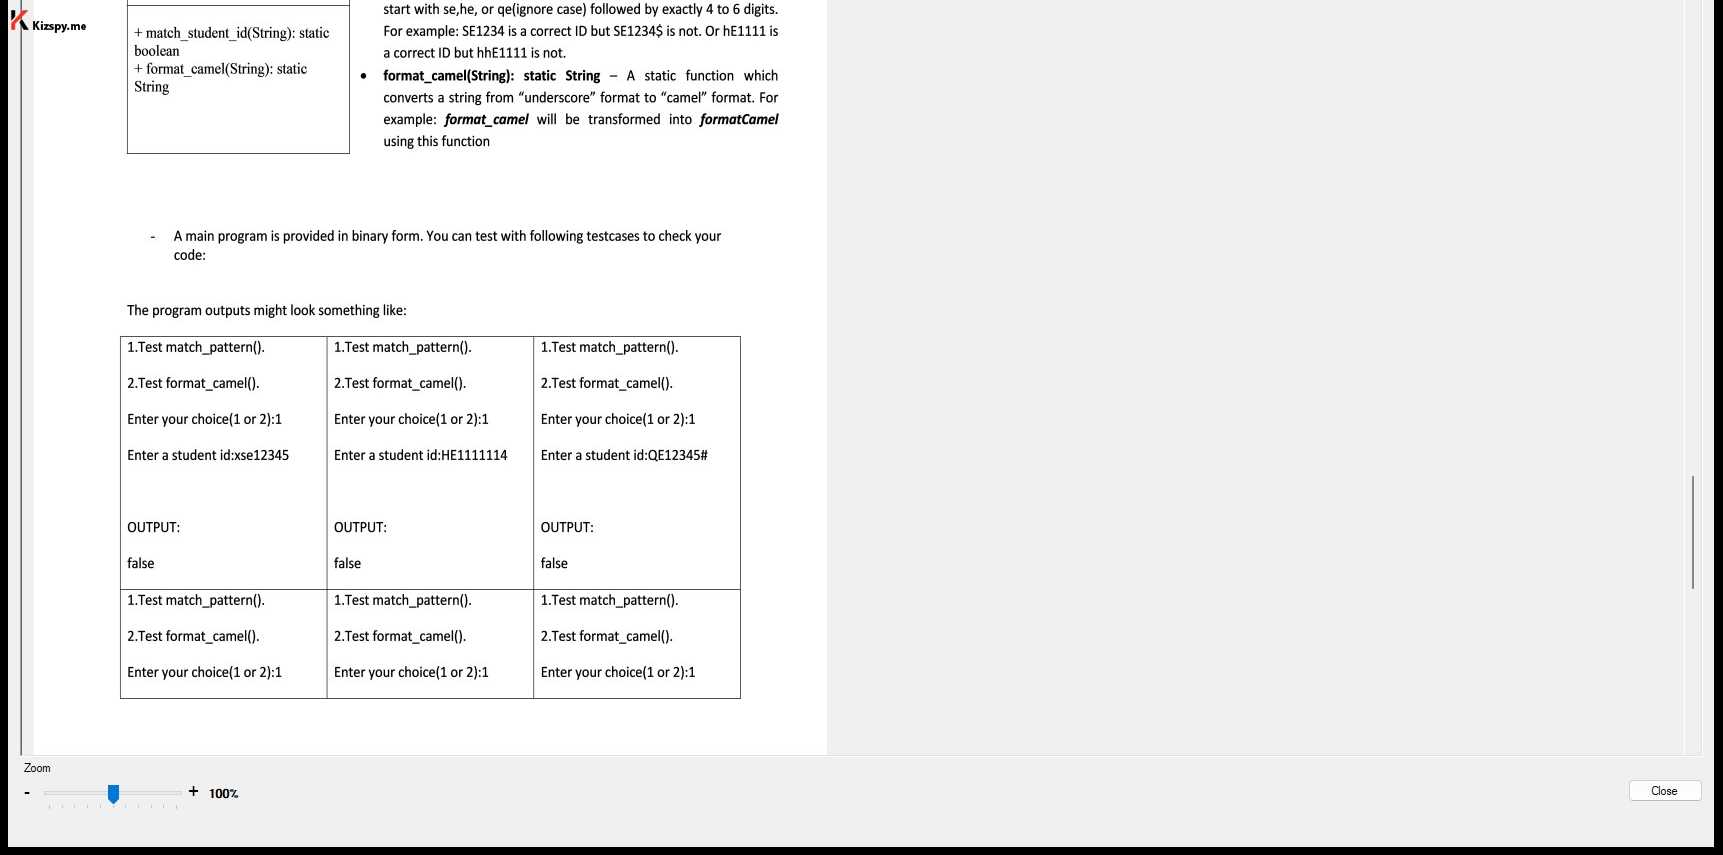 Kizspy.me
start with se,he, or qe(ignore case) followed by exactly 4 to 6 digits.
For example: SE1234 is a correct ID but SE1234$ is not. Or hE1111 is
a correct ID but hhE1111 is not.
+ match_student_id(String): static
boolean
+ format_camel(String): static
String
• format_camel(String): static String – A static function which
converts a string from “underscore” format to “camel” format. For
example: format_camel will be transformed into formatCamel
using this function
- A main program is provided in binary form. You can test with following testcases to check your
code:
The program outputs might look something like:
1.Test match_pattern().
2.Test format_camel().
Enter your choice(1 or 2):1
Enter a student id:xse12345
OUTPUT:
false
1.Test match_pattern().
2.Test format_camel().
Enter your choice(1 or 2):1
Enter a student id:HE1111114
OUTPUT:
false
1.Test match_pattern().
2.Test format_camel().
Enter your choice(1 or 2):1
Enter a student id:QE12345#
OUTPUT:
false
1.Test match_pattern().
2.Test format_camel().
Enter your choice(1 or 2):1
1.Test match_pattern().
2.Test format_camel().
Enter your choice(1 or 2):1
1.Test match_pattern().
2.Test format_camel().
Enter your choice(1 or 2):1
Zoom
- + 100%
Close